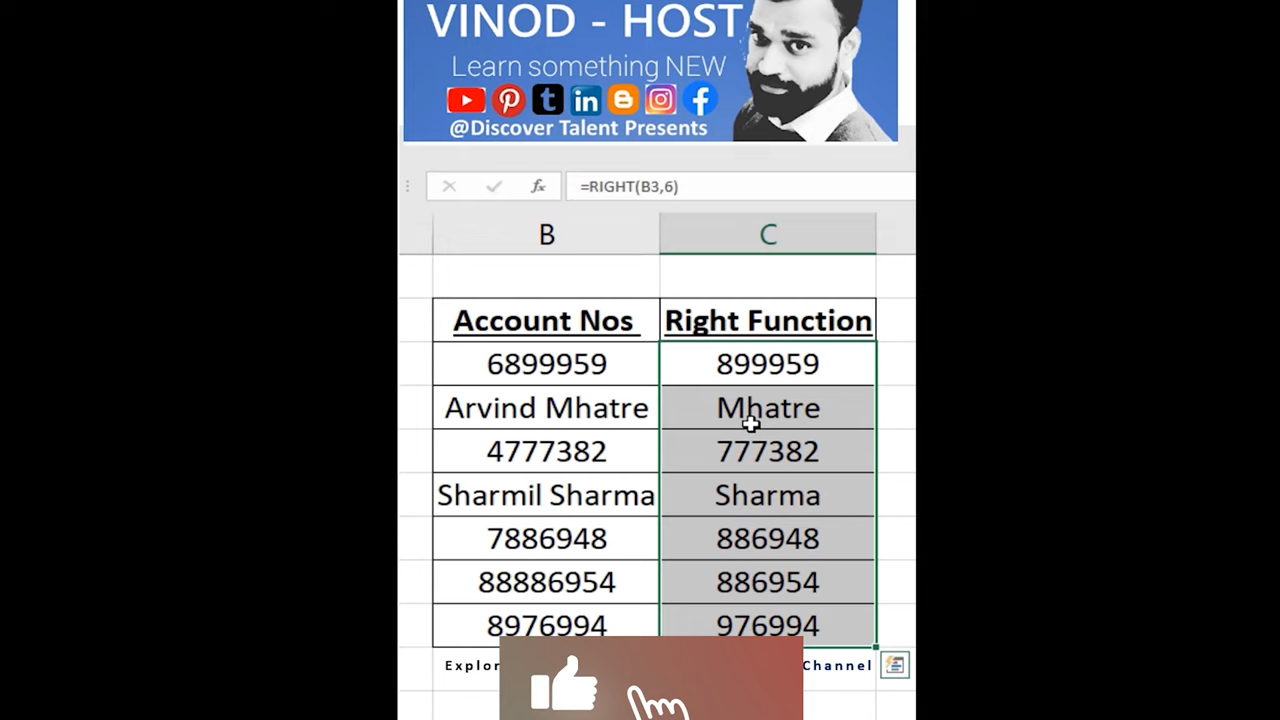 VINOD - HOST
Learn something NEW
@Discover Talent Presents
fx =RIGHT(B3,6)
B C
Account Nos Right Function
6899959 899959
Arvind Mhatre Mhatre
4777382 777382
Sharmil Sharma Sharma
7886948 886948
88886954 886954
8976994 976994
Channel